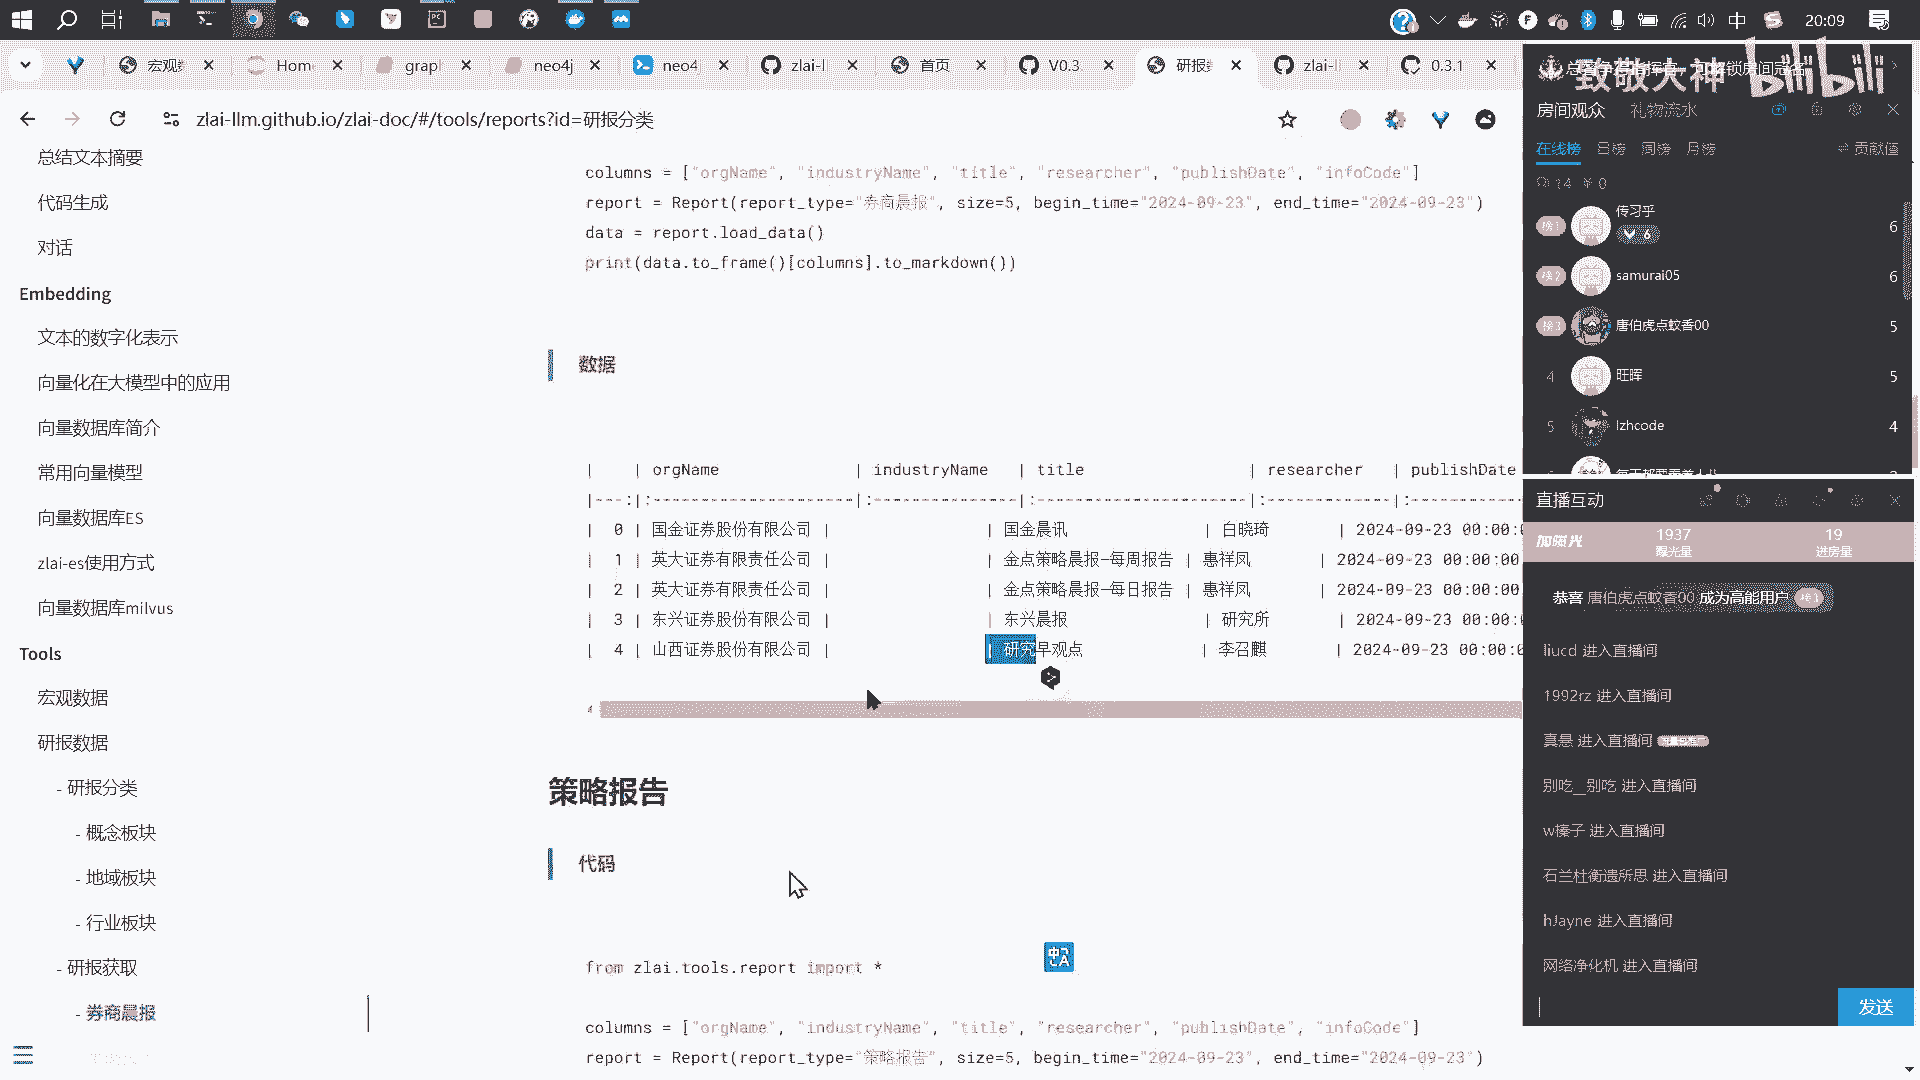 中
20:09
宏观
Hom
grap
neo4j
neo4
zlai-l
首页
V0.3
研报
zlai-l
0.3.1
致敬大神
bilibili
zlai-llm.github.io/zlai-doc/#/tools/reports?id=研报分类
总结文本摘要
代码生成
对话
Embedding
文本的数字化表示
向量化在大模型中的应用
向量数据库简介
常用向量模型
向量数据库ES
zlai-es使用方式
向量数据库milvus
Tools
宏观数据
研报数据
- 研报分类
- 概念板块
- 地域板块
- 行业板块
- 研报获取
- 券商晨报
columns = ["orgName", "industryName", "title", "researcher", "publishDate", "infoCode"]
report = Report(report_type="券商晨报", size=5, begin_time="2024-09-23", end_time="2024-09-23")
data = report.load_data()
print(data.to_frame()[columns].to_markdown())
数据
| | orgName | industryName | title | researcher | publishDate
|---:|:--------------------|:---------------|:----------------------|:-------------|:-----------
| 0 | 国金证券股份有限公司 | | 国金晨讯 | 白晓琦 | 2024-09-23 00:00:0
| 1 | 英大证券有限责任公司 | | 金点策略晨报—每周报告 | 惠祥凤 | 2024-09-23 00:00:00
| 2 | 英大证券有限责任公司 | | 金点策略晨报—每日报告 | 惠祥凤 | 2024-09-23 00:00:00
| 3 | 东兴证券股份有限公司 | | 东兴晨报 | 研究所 | 2024-09-23 00:00:
| 4 | 山西证券股份有限公司 | | 研究早观点 | 李召麒 | 2024-09-23 00:00:
策略报告
代码
from zlai.tools.report import *
columns = ["orgName", "industryName", "title", "researcher", "publishDate", "infoCode"]
report = Report(report_type="策略报告", size=5, begin_time="2024-09-23", end_time="2024-09-23")
房间观众
礼物流水
在线榜 日榜 周榜 月榜
贡献值
14 ¥ 0
榜1 传习乎 6
6
榜2 samurai05 6
榜3 唐伯虎点蚊香00 5
4 旺晖 5
5 lzhcode 4
直播互动
加曝光
1937
曝光量
19
进房量
恭喜 唐伯虎点蚊香00 成为高能用户 榜1
liucd 进入直播间
1992rz 进入直播间
真悬 进入直播间
别吃__别吃 进入直播间
w榛子 进入直播间
石兰杜衡遗所思 进入直播间
hJayne 进入直播间
网络净化机 进入直播间
发送